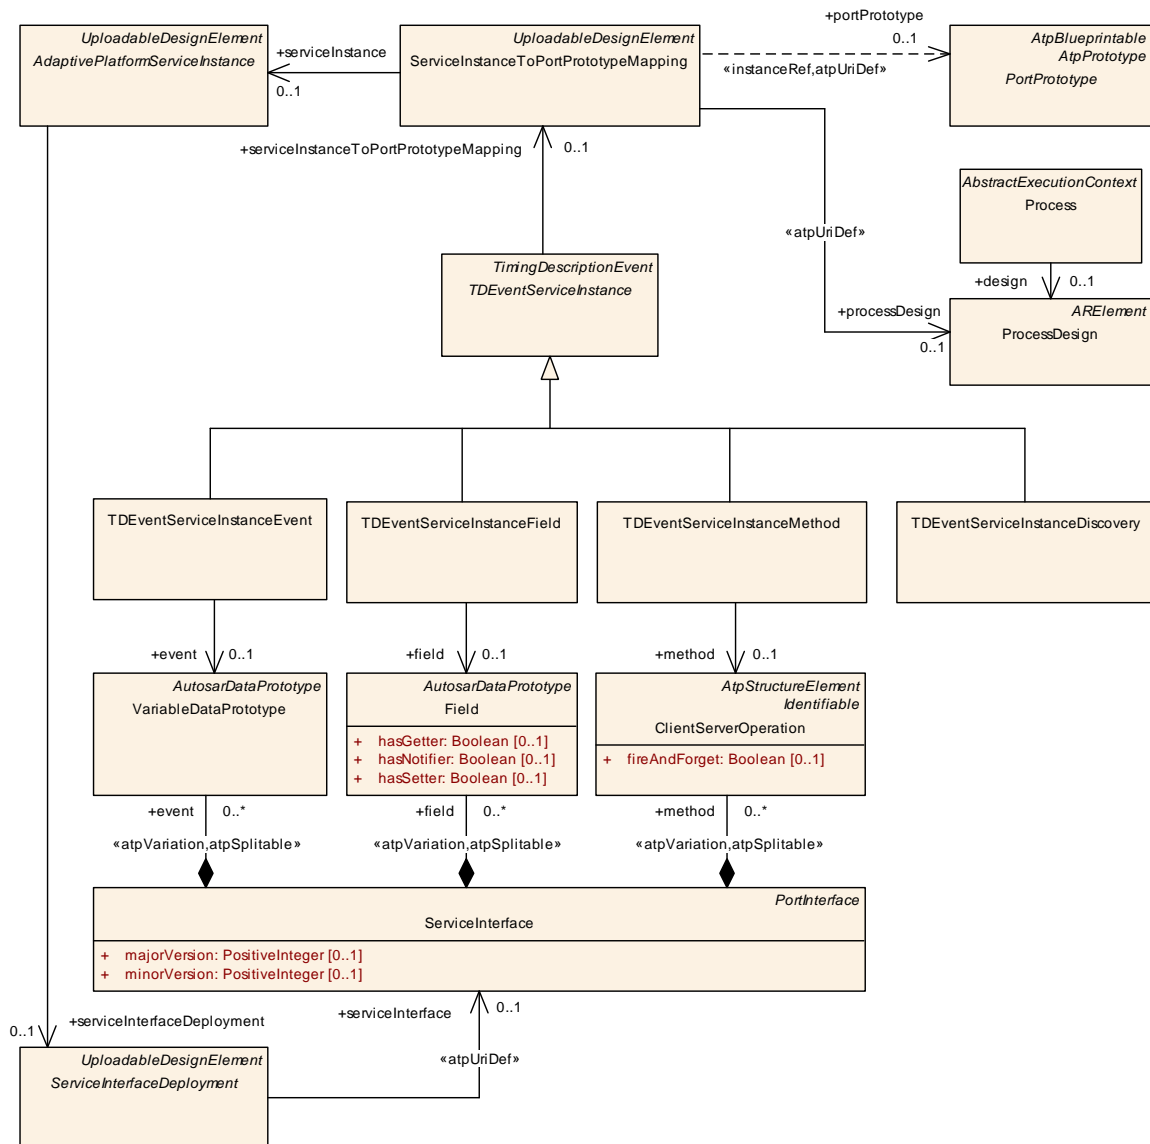 UploadableDesignElement
AdaptivePlatformServiceInstance
+serviceInstance
0..1
UploadableDesignElement
ServiceInstanceToPortPrototypeMapping
+portPrototype
0..1
«instanceRef,atpUriDef»
AtpBlueprintable
AtpPrototype
PortPrototype
+serviceInstanceToPortPrototypeMapping
0..1
AbstractExecutionContext
Process
«atpUriDef»
+design
0..1
TimingDescriptionEvent
TDEventServiceInstance
+processDesign
0..1
ARElement
ProcessDesign
TDEventServiceInstanceEvent
TDEventServiceInstanceField
TDEventServiceInstanceMethod
TDEventServiceInstanceDiscovery
+event
0..1
+field
0..1
+method
0..1
AutosarDataPrototype
VariableDataPrototype
AutosarDataPrototype
Field
+ hasGetter: Boolean [0..1]
+ hasNotifier: Boolean [0..1]
+ hasSetter: Boolean [0..1]
AtpStructureElement
Identifiable
ClientServerOperation
+ fireAndForget: Boolean [0..1]
+event
0..*
«atpVariation,atpSplitable»
+field
0..*
«atpVariation,atpSplitable»
+method
0..*
«atpVariation,atpSplitable»
PortInterface
ServiceInterface
+ majorVersion: PositiveInteger [0..1]
+ minorVersion: PositiveInteger [0..1]
+serviceInterface
0..1
+serviceInterfaceDeployment
0..1
«atpUriDef»
UploadableDesignElement
ServiceInterfaceDeployment